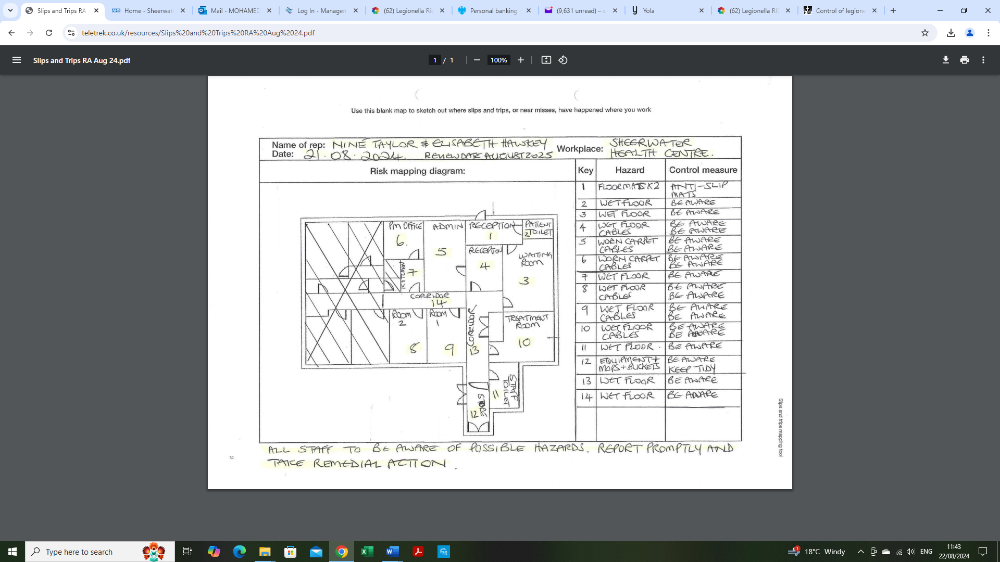 Slips and Trips RA
Home - Sheerwate
Mail - MOHAMED
Log In - Managem
(62) Legionella Ris
Personal banking
(9,631 unread) – s
Yola
(62) Legionella RIS
Control of legione
teletrek.co.uk/resources/Slips%20and%20Trips%20RA%20Aug%2024.pdf
Slips and Trips RA Aug 24.pdf
1 / 1
100%
Use this blank map to sketch out where slips and trips, or near misses, have happened where you work
Name of rep: NINÉ TAYLOR & ELISABETH HAWKEY
Date: 21.08.2024. REVIEW DATE AUGUST 2025
Workplace: SHEERWATER
HEALTH CENTRE.
Risk mapping diagram:
Key Hazard Control measure
1 FLOOR MATS X2 ANTI-SLIP
MATS
2 WET FLOOR BE AWARE
3 WET FLOOR BE AWARE
4 WET FLOOR BE AWARE
CABLES BE AWARE
5 WORN CARPET BE AWARE
CABLES BE AWARE
6 WORN CARPET BE AWARE
CABLES BE AWARE
7 WET FLOOR BE AWARE
8 WET FLOOR BE AWARE
CABLES BE AWARE
9 WET FLOOR BE AWARE
CABLES BE AWARE
10 WET FLOOR BE AWARE
CABLES BE AWARE
11 WET FLOOR . BE AWARE
12 EQUIPMENT + BE AWARE
MOPS + BUCKETS KEEP TIDY
13 WET FLOOR BE AWARE
14 WET FLOOR BE AWARE
PM OFFICE
6.
ADMIN
5
RECEPTION
1
PATIENT
2 TOILET
RECEPTION
4
WAITING
ROOM
3
KITCHEN
7
CORRIDOR
14
ROOM
2
8
ROOM
1
9
CORRIDOR
13
TREATMENT
ROOM
10
STAFF
TOILET
11
STORE
12
ALL STAFF TO BE AWARE OF POSSIBLE HAZARDS. REPORT PROMPTLY AND
TAKE REMEDIAL ACTION.
Slips and trips mapping tool
3
Type here to search
1
18°C Windy
ENG
11:43
22/08/2024